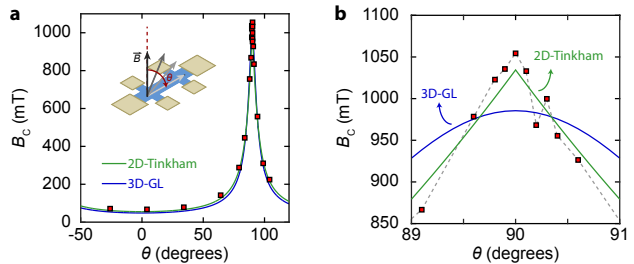 a
B_C (mT)
1000
800
600
400
200
0
-50
0
50
100
θ (degrees)
B⃗
θ
2D-Tinkham
3D-GL
b
B_C (mT)
1100
1050
1000
950
900
850
89
90
91
θ (degrees)
2D-Tinkham
3D-GL